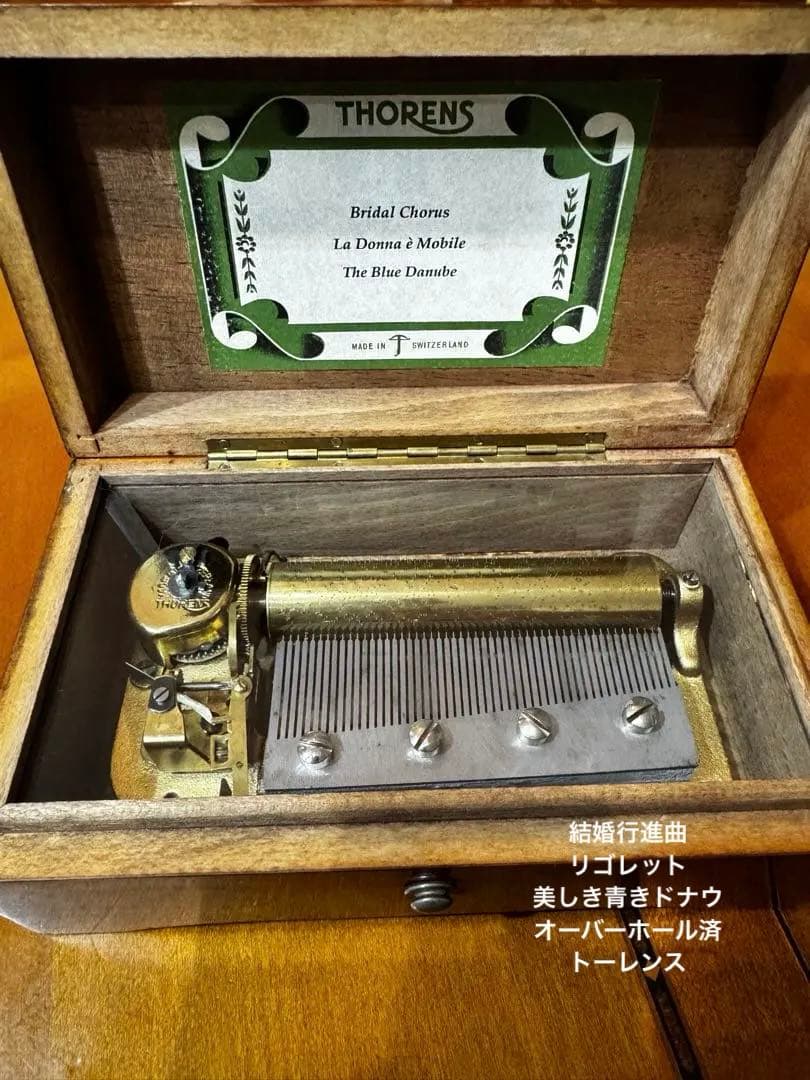 THORENS
Bridal Chorus
La Donna è Mobile
The Blue Danube
MADE IN SWITZERLAND
THORENS
結婚行進曲
リゴレット
美しき青きドナウ
オーバーホール済
トーレンス